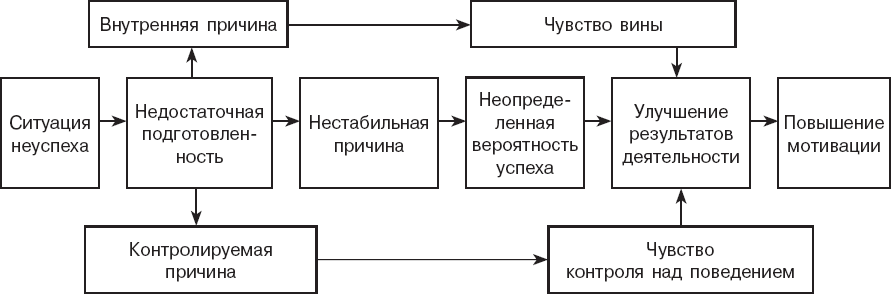 Внутренняя причина
Чувство вины
Ситуация
неуспеха
Недостаточная
подготовлен-
ность
Нестабильная
причина
Неопреде-
ленная
вероятность
успеха
Улучшение
результатов
деятельности
Повышение
мотивации
Контролируемая
причина
Чувство
контроля над поведением